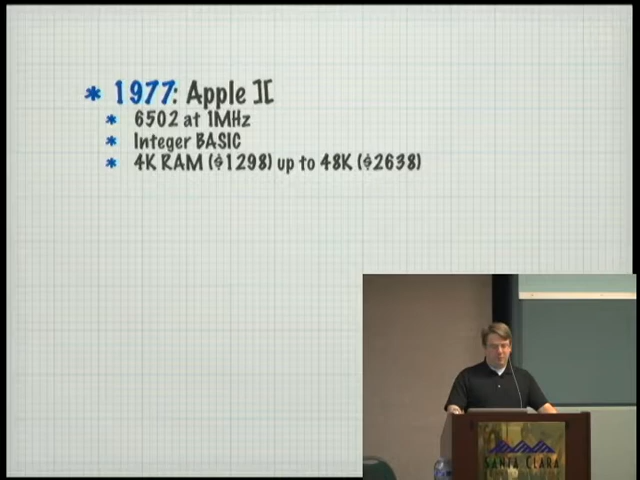 * 1977: Apple ][
* 6502 at 1MHz
* Integer BASIC
* 4K RAM ($1298) up to 48K ($2638)
SANTA CLARA